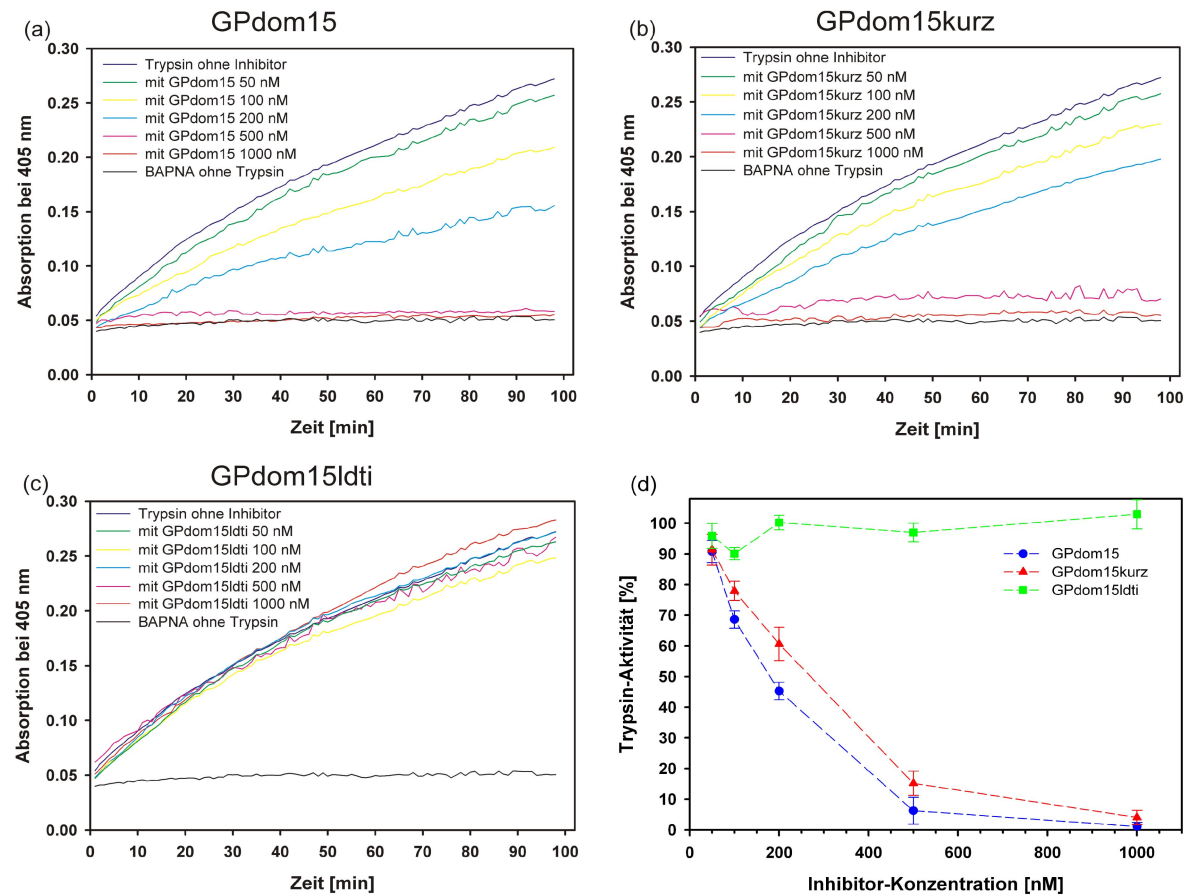 (a)
GPdom15
0.30
0.25
0.20
0.15
0.10
0.05
0.00
Absorption bei 405 nm
Trypsin ohne Inhibitor
mit GPdom15 50 nM
mit GPdom15 100 nM
mit GPdom15 200 nM
mit GPdom15 500 nM
mit GPdom15 1000 nM
BAPNA ohne Trypsin
0 10 20 30 40 50 60 70 80 90 100
Zeit [min]
(b)
GPdom15kurz
0.30
0.25
0.20
0.15
0.10
0.05
0.00
Absorption bei 405 nm
Trypsin ohne Inhibitor
mit GPdom15kurz 50 nM
mit GPdom15kurz 100 nM
mit GPdom15kurz 200 nM
mit GPdom15kurz 500 nM
mit GPdom15kurz 1000 nM
BAPNA ohne Trypsin
0 10 20 30 40 50 60 70 80 90 100
Zeit [min]
(c)
GPdom15ldti
0.30
0.25
0.20
0.15
0.10
0.05
0.00
Absorption bei 405 nm
Trypsin ohne Inhibitor
mit GPdom15ldti 50 nM
mit GPdom15ldti 100 nM
mit GPdom15ldti 200 nM
mit GPdom15ldti 500 nM
mit GPdom15ldti 1000 nM
BAPNA ohne Trypsin
0 10 20 30 40 50 60 70 80 90 100
Zeit [min]
(d)
100
90
80
70
60
50
40
30
20
10
0
Trypsin-Aktivität [%]
GPdom15
GPdom15kurz
GPdom15ldti
0 200 400 600 800 1000
Inhibitor-Konzentration [nM]